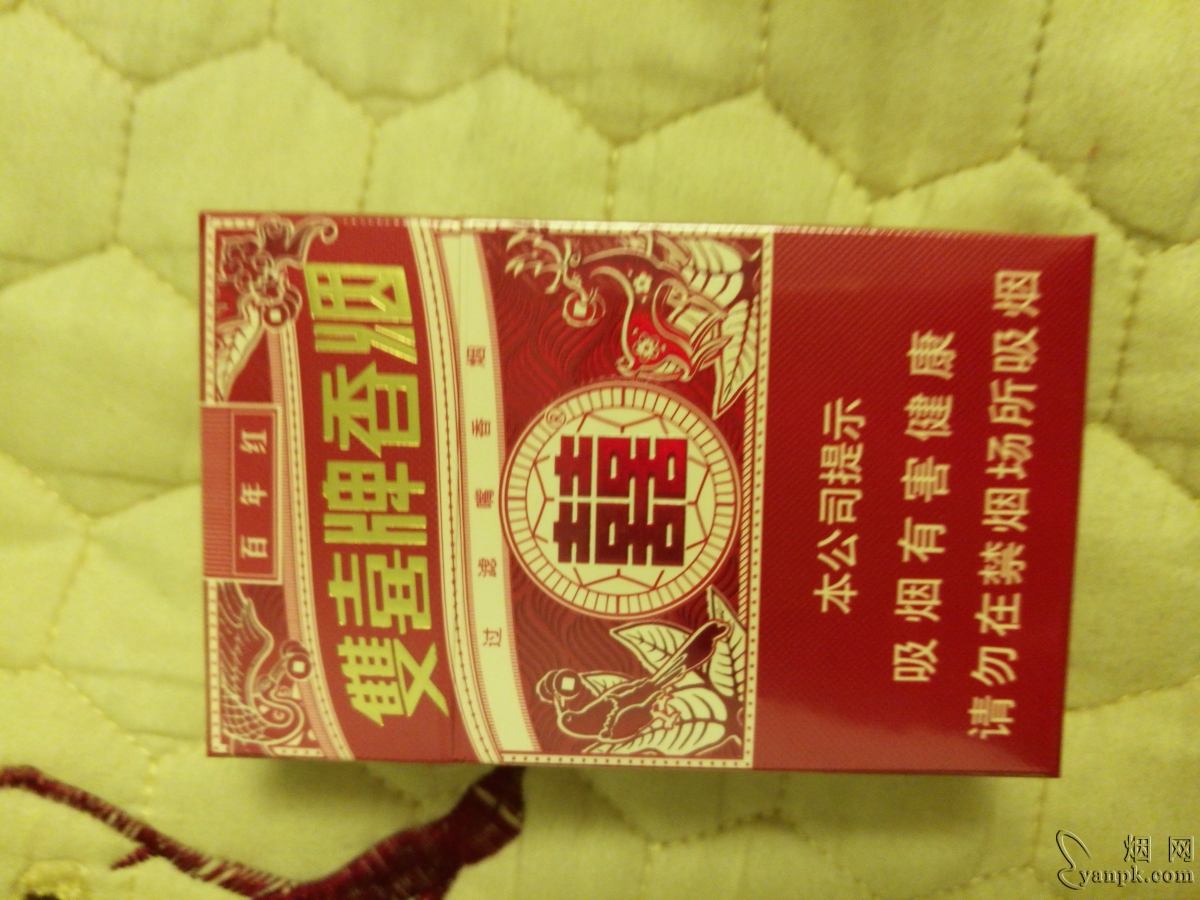 百年红
雙喜牌香烟
过滤嘴香烟
囍
®
本公司提示
吸烟有害健康
请勿在禁烟场所吸烟
烟网
yanpk.com